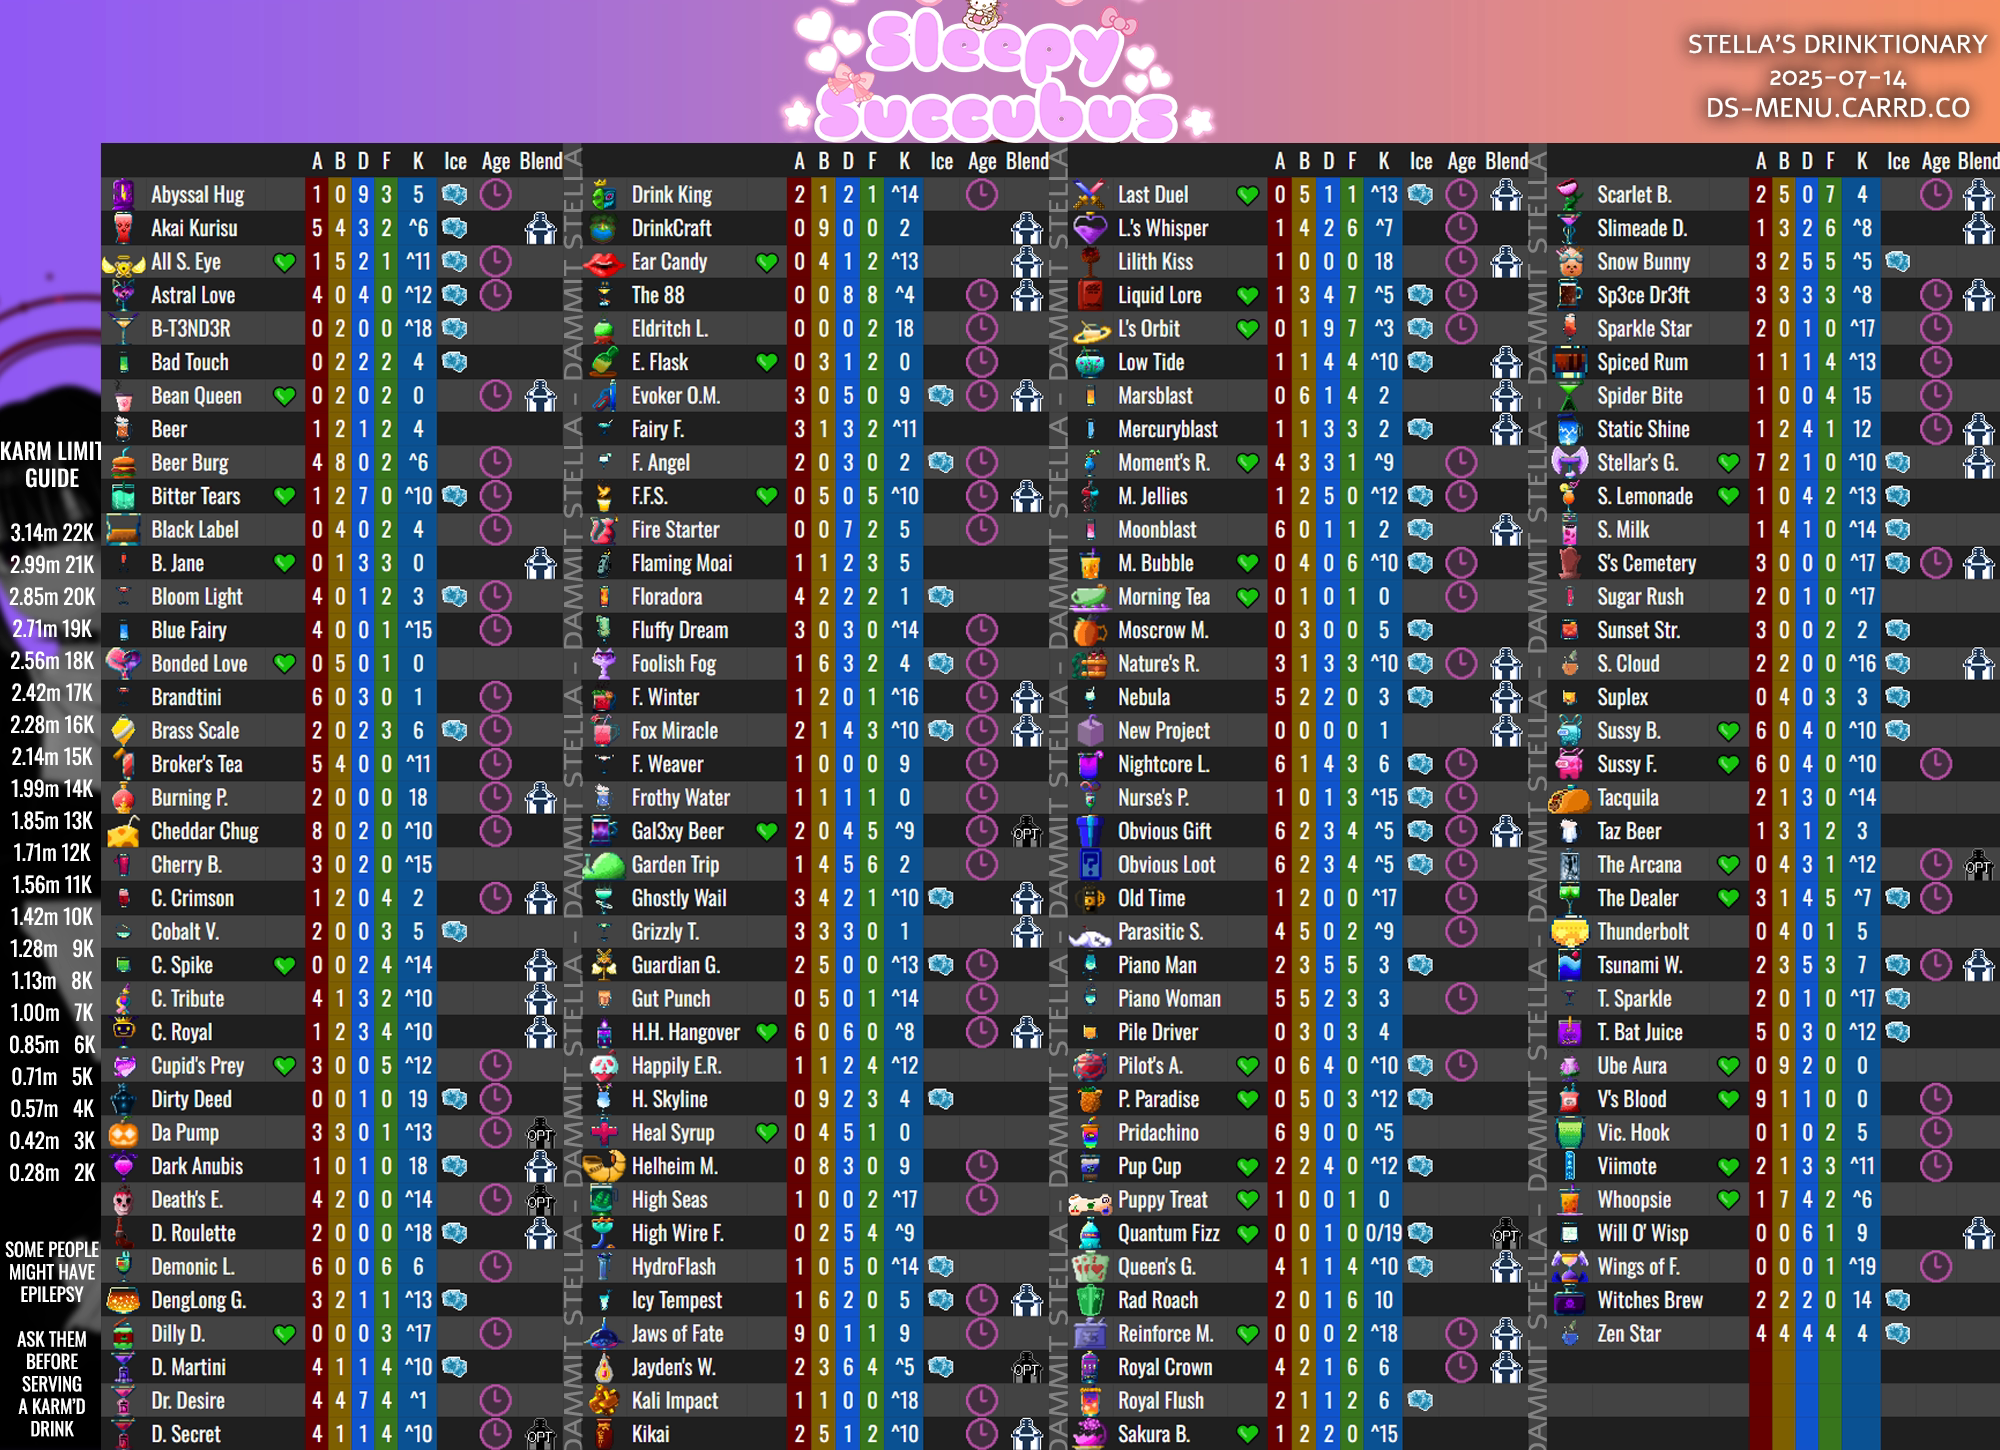 Sleepy
Succubus
STELLA'S DRINKTIONARY
2025-07-14
DS-MENU.CARRD.CO
KARM LIMIT
GUIDE
3.14m 22K
2.99m 21K
2.85m 20K
2.71m 19K
2.56m 18K
2.42m 17K
2.28m 16K
2.14m 15K
1.99m 14K
1.85m 13K
1.71m 12K
1.56m 11K
1.42m 10K
1.28m 9K
1.13m 8K
1.00m 7K
0.85m 6K
0.71m 5K
0.57m 4K
0.42m 3K
0.28m 2K
SOME PEOPLE
MIGHT HAVE
EPILEPSY
ASK THEM
BEFORE
SERVING
A KARM'D
DRINK
A B D F K Ice Age Blend
Abyssal Hug 1 0 9 3 5
Akai Kurisu 5 4 3 2 ^6
All S. Eye 1 5 2 1 ^11
Astral Love 4 0 4 0 ^12
B-T3ND3R 0 2 0 0 ^18
Bad Touch 0 2 2 2 4
Bean Queen 0 2 0 2 0
Beer 1 2 1 2 4
Beer Burg 4 8 0 2 ^6
Bitter Tears 1 2 7 0 ^10
Black Label 0 4 0 2 4
B. Jane 0 1 3 3 0
Bloom Light 4 0 1 2 3
Blue Fairy 4 0 0 1 ^15
Bonded Love 0 5 0 1 0
Brandtini 6 0 3 0 1
Brass Scale 2 0 2 3 6
Broker's Tea 5 4 0 0 ^11
Burning P. 2 0 0 0 18
Cheddar Chug 8 0 2 0 ^10
Cherry B. 3 0 2 0 ^15
C. Crimson 1 2 0 4 2
Cobalt V. 2 0 0 3 5
C. Spike 0 0 2 4 ^14
C. Tribute 4 1 3 2 ^10
C. Royal 1 2 3 4 ^10
Cupid's Prey 3 0 0 5 ^12
Dirty Deed 0 0 1 0 19
Da Pump 3 3 0 1 ^13 OPT
Dark Anubis 1 0 1 0 18
Death's E. 4 2 0 0 ^14 OPT
D. Roulette 2 0 0 0 ^18
Demonic L. 6 0 0 6 6
DengLong G. 3 2 1 1 ^13
Dilly D. 0 0 0 3 ^17
D. Martini 4 1 1 4 ^10
Dr. Desire 4 4 7 4 ^1
D. Secret 4 1 1 4 ^10 OPT
DAMMIT STELLA - DAMMIT STELLA - DAMMIT STELLA - DAMMIT STELLA - DAMMIT STELLA
A B D F K Ice Age Blend
Drink King 2 1 2 1 ^14
DrinkCraft 0 9 0 0 2
Ear Candy 0 4 1 2 ^13
The 88 0 0 8 8 ^4
Eldritch L. 0 0 0 2 18
E. Flask 0 3 1 2 0
Evoker O.M. 3 0 5 0 9
Fairy F. 3 1 3 2 ^11
F. Angel 2 0 3 0 2
F.F.S. 0 5 0 5 ^10
Fire Starter 0 0 7 2 5
Flaming Moai 1 1 2 3 5
Floradora 4 2 2 2 1
Fluffy Dream 3 0 3 0 ^14
Foolish Fog 1 6 3 2 4
F. Winter 1 2 0 1 ^16
Fox Miracle 2 1 4 3 ^10
F. Weaver 1 0 0 0 9
Frothy Water 1 1 1 1 0
Gal3xy Beer 2 0 4 5 ^9 OPT
Garden Trip 1 4 5 6 2
Ghostly Wail 3 4 2 1 ^10
Grizzly T. 3 3 3 0 1
Guardian G. 2 5 0 0 ^13
Gut Punch 0 5 0 1 ^14
H.H. Hangover 6 0 6 0 ^8
Happily E.R. 1 1 2 4 ^12
H. Skyline 0 9 2 3 4
Heal Syrup 0 4 5 1 0
Helheim M. 0 8 3 0 9
High Seas 1 0 0 2 ^17
High Wire F. 0 2 5 4 ^9
HydroFlash 1 0 5 0 ^14
Icy Tempest 1 6 2 0 5
Jaws of Fate 9 0 1 1 9
Jayden's W. 2 3 6 4 ^5 OPT
Kali Impact 1 1 0 0 ^18
Kikai 2 5 1 2 ^10
DAMMIT STELLA - DAMMIT STELLA - DAMMIT STELLA - DAMMIT STELLA - DAMMIT STELLA
A B D F K Ice Age Blend
Last Duel 0 5 1 1 ^13
L.'s Whisper 1 4 2 6 ^7
Lilith Kiss 1 0 0 0 18
Liquid Lore 1 3 4 7 ^5
L's Orbit 0 1 9 7 ^3
Low Tide 1 1 4 4 ^10
Marsblast 0 6 1 4 2
Mercuryblast 1 1 3 3 2
Moment's R. 4 3 3 1 ^9
M. Jellies 1 2 5 0 ^12
Moonblast 6 0 1 1 2
M. Bubble 0 4 0 6 ^10
Morning Tea 0 1 0 1 0
Moscrow M. 0 3 0 0 5
Nature's R. 3 1 3 3 ^10
Nebula 5 2 2 0 3
New Project 0 0 0 0 1
Nightcore L. 6 1 4 3 6
Nurse's P. 1 0 1 3 ^15
Obvious Gift 6 2 3 4 ^5
Obvious Loot 6 2 3 4 ^5
Old Time 1 2 0 0 ^17
Parasitic S. 4 5 0 2 ^9
Piano Man 2 3 5 5 3
Piano Woman 5 5 2 3 3
Pile Driver 0 3 0 3 4
Pilot's A. 0 6 4 0 ^10
P. Paradise 0 5 0 3 ^12
Pridachino 6 9 0 0 ^5
Pup Cup 2 2 4 0 ^12
Puppy Treat 1 0 0 1 0
Quantum Fizz 0 0 1 0 0/19 OPT
Queen's G. 4 1 1 4 ^10
Rad Roach 2 0 1 6 10
Reinforce M. 0 0 0 2 ^18
Royal Crown 4 2 1 6 6
Royal Flush 2 1 1 2 6
Sakura B. 1 2 2 0 ^15
DAMMIT STELLA - DAMMIT STELLA - DAMMIT STELLA - DAMMIT STELLA - DAMMIT STELLA
A B D F K Ice Age Blend
Scarlet B. 2 5 0 7 4
Slimeade D. 1 3 2 6 ^8
Snow Bunny 3 2 5 5 ^5
Sp3ce Dr3ft 3 3 3 3 ^8
Sparkle Star 2 0 1 0 ^17
Spiced Rum 1 1 1 4 ^13
Spider Bite 1 0 0 4 15
Static Shine 1 2 4 1 12
Stellar's G. 7 2 1 0 ^10
S. Lemonade 1 0 4 2 ^13
S. Milk 1 4 1 0 ^14
S's Cemetery 3 0 0 0 ^17
Sugar Rush 2 0 1 0 ^17
Sunset Str. 3 0 0 2 2
S. Cloud 2 2 0 0 ^16
Suplex 0 4 0 3 3
Sussy B. 6 0 4 0 ^10
Sussy F. 6 0 4 0 ^10
Tacquila 2 1 3 0 ^14
Taz Beer 1 3 1 2 3
The Arcana 0 4 3 1 ^12 OPT
The Dealer 3 1 4 5 ^7
Thunderbolt 0 4 0 1 5
Tsunami W. 2 3 5 3 7
T. Sparkle 2 0 1 0 ^17
T. Bat Juice 5 0 3 0 ^12
Ube Aura 0 9 2 0 0
V's Blood 9 1 1 0 0
Vic. Hook 0 1 0 2 5
Viimote 2 1 3 3 ^11
Whoopsie 1 7 4 2 ^6
Will O' Wisp 0 0 6 1 9
Wings of F. 0 0 0 1 ^19
Witches Brew 2 2 2 0 14
Zen Star 4 4 4 4 4